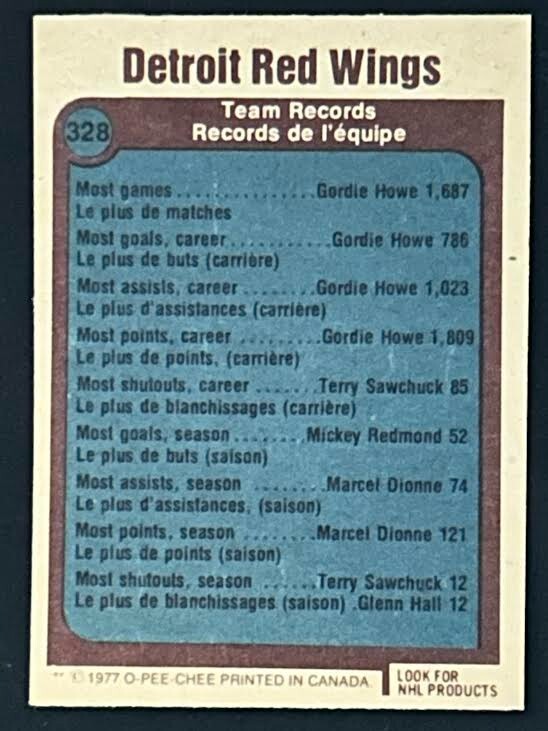 Detroit Red Wings
328
Team Records
Records de l'équipe
Most games...............Gordie Howe 1,687
Le plus de matches
Most goals, career...........Gordie Howe 786
Le plus de buts (carrière)
Most assists, career........Gordie Howe 1,023
Le plus d'assistances (carrière)
Most points, career .........Gordie Howe 1,809
Le plus de points, (carrière)
Most shutouts, career .......Terry Sawchuck 85
Le plus de blanchissages (carrière)
Most goals, season ........Mickey Redmond 52
Le plus de buts (saison)
Most assists, season ........Marcel Dionne 74
Le plus d'assistances, (saison)
Most points, season .........Marcel Dionne 121
Le plus de points (saison)
Most shutouts, season ......Terry Sawchuck 12
Le plus de blanchissages (saison) .Glenn Hall 12
** © 1977 O-PEE-CHEE PRINTED IN CANADA.
LOOK FOR
NHL PRODUCTS